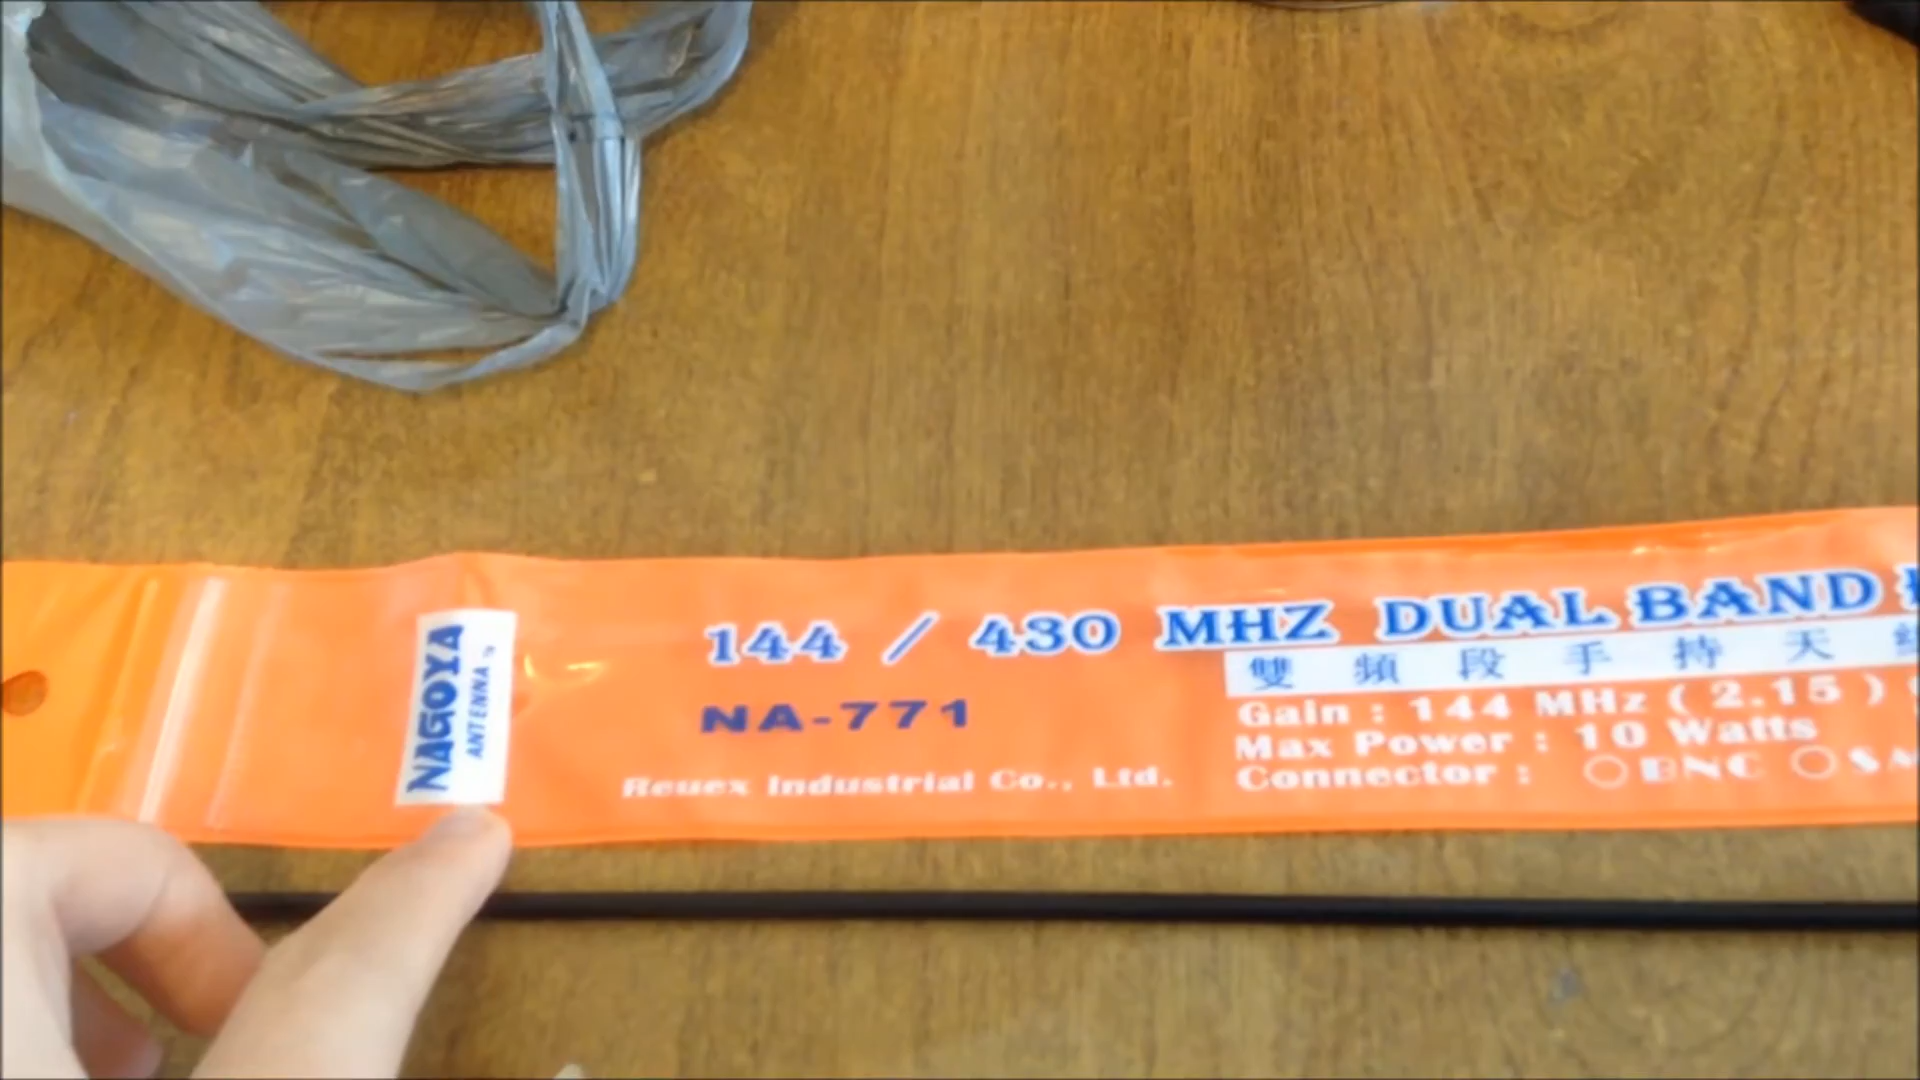 NAGOYA
ANTENNA
144 / 430 MHZ DUAL BAND
雙頻段手持天
NA-771
Gain : 144 MHz ( 2.15 )
Max Power : 10 Watts
Connector : BNC
Industrial Co., Ltd.